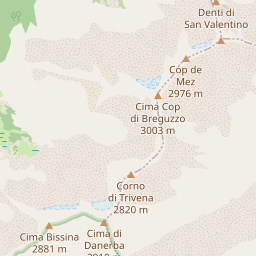 Denti di
San Valentino
Cop de
Mez
2976 m
Cima Cop
di Breguzzo
3003 m
Corno
di Trivena
2820 m
Cima Bissina
2881 m
Cima di
Danerba